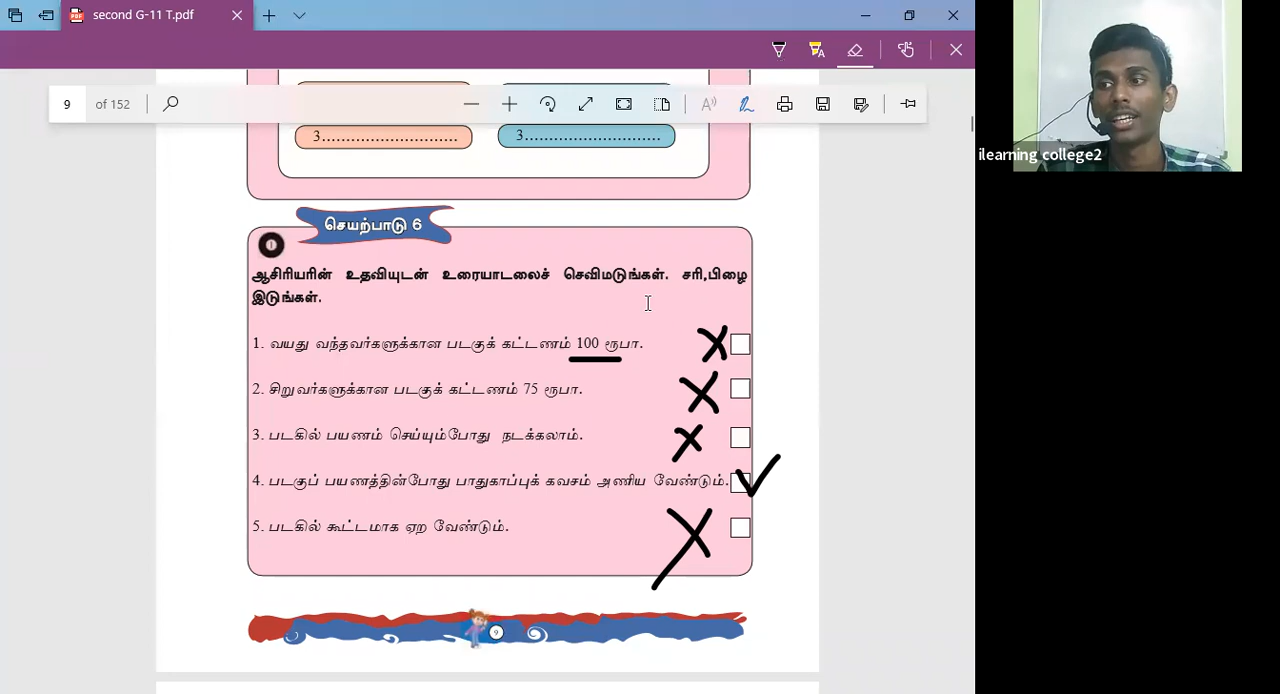 second G-11 T.pdf
9 of 152
3............................ 3............................
செயற்பாடு 6
ஆசிரியரின் உதவியுடன் உரையாடலைச் செவிமடுங்கள். சரி,பிழை
இடுங்கள்.
1. வயது வந்தவர்களுக்கான படகுக் கட்டணம் 100 ரூபா.
2. சிறுவர்களுக்கான படகுக் கட்டணம் 75 ரூபா.
3. படகில் பயணம் செய்யும்போது நடக்கலாம்.
4. படகுப் பயணத்தின்போது பாதுகாப்புக் கவசம் அணிய வேண்டும்.
5. படகில் கூட்டமாக ஏற வேண்டும்.
9
ilearning college2